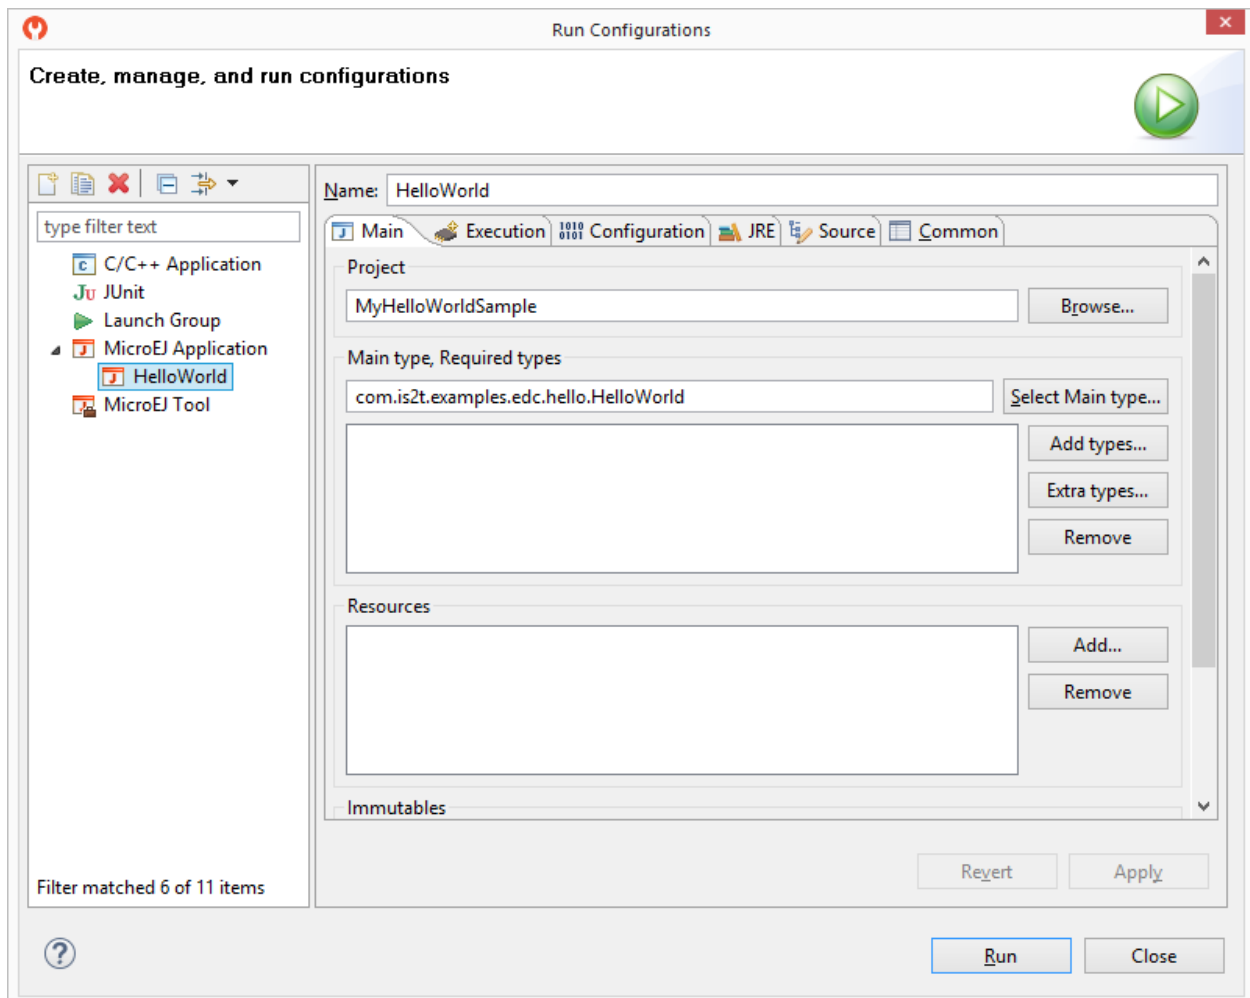 Run Configurations
Create, manage, and run configurations
type filter text
C/C++ Application
JUnit
Launch Group
MicroEJ Application
HelloWorld
MicroEJ Tool
Filter matched 6 of 11 items
Name: HelloWorld
Main Execution Configuration JRE Source Common
Project
MyHelloWorldSample Browse...
Main type, Required types
com.is2t.examples.edc.hello.HelloWorld Select Main type...
Add types...
Extra types...
Remove
Resources
Add...
Remove
Immutables
Revert Apply
Run Close